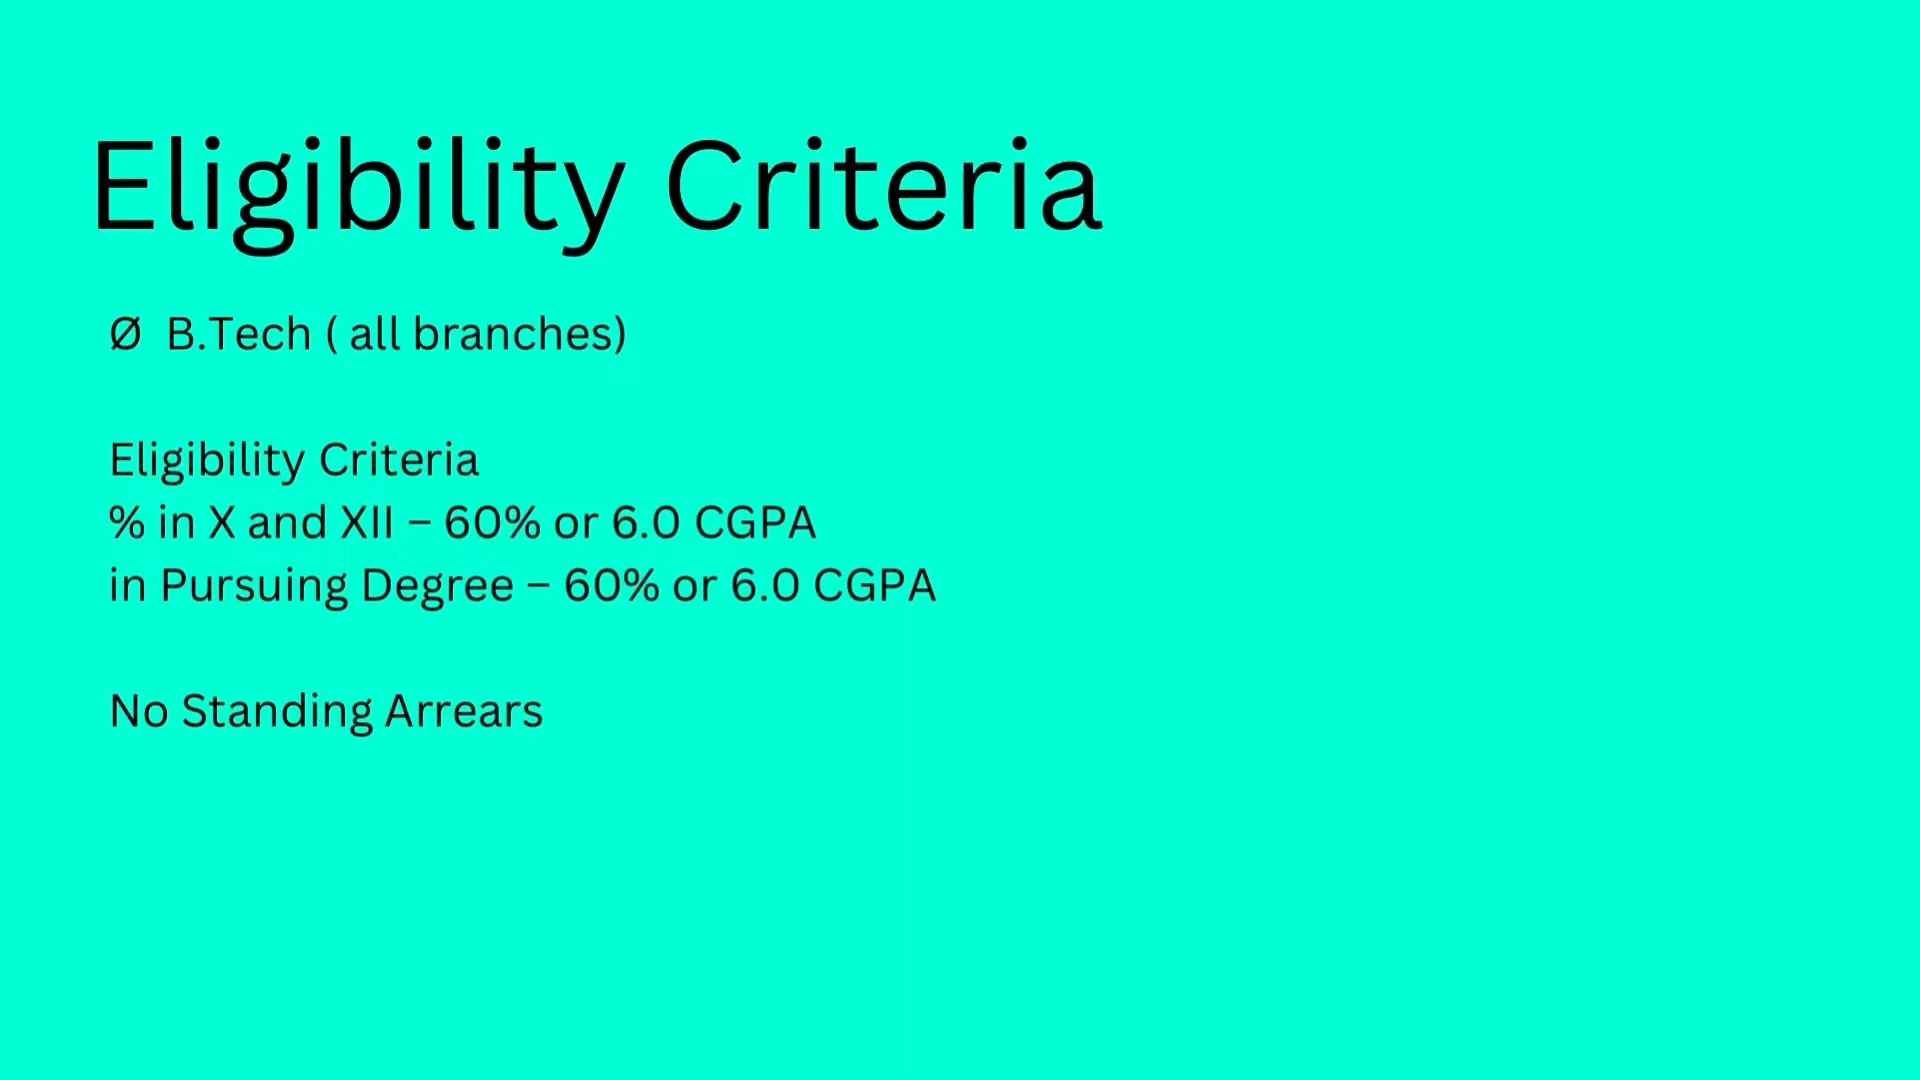 Eligibility Criteria
Ø B.Tech ( all branches)
Eligibility Criteria
% in X and XII – 60% or 6.0 CGPA
in Pursuing Degree – 60% or 6.0 CGPA
No Standing Arrears